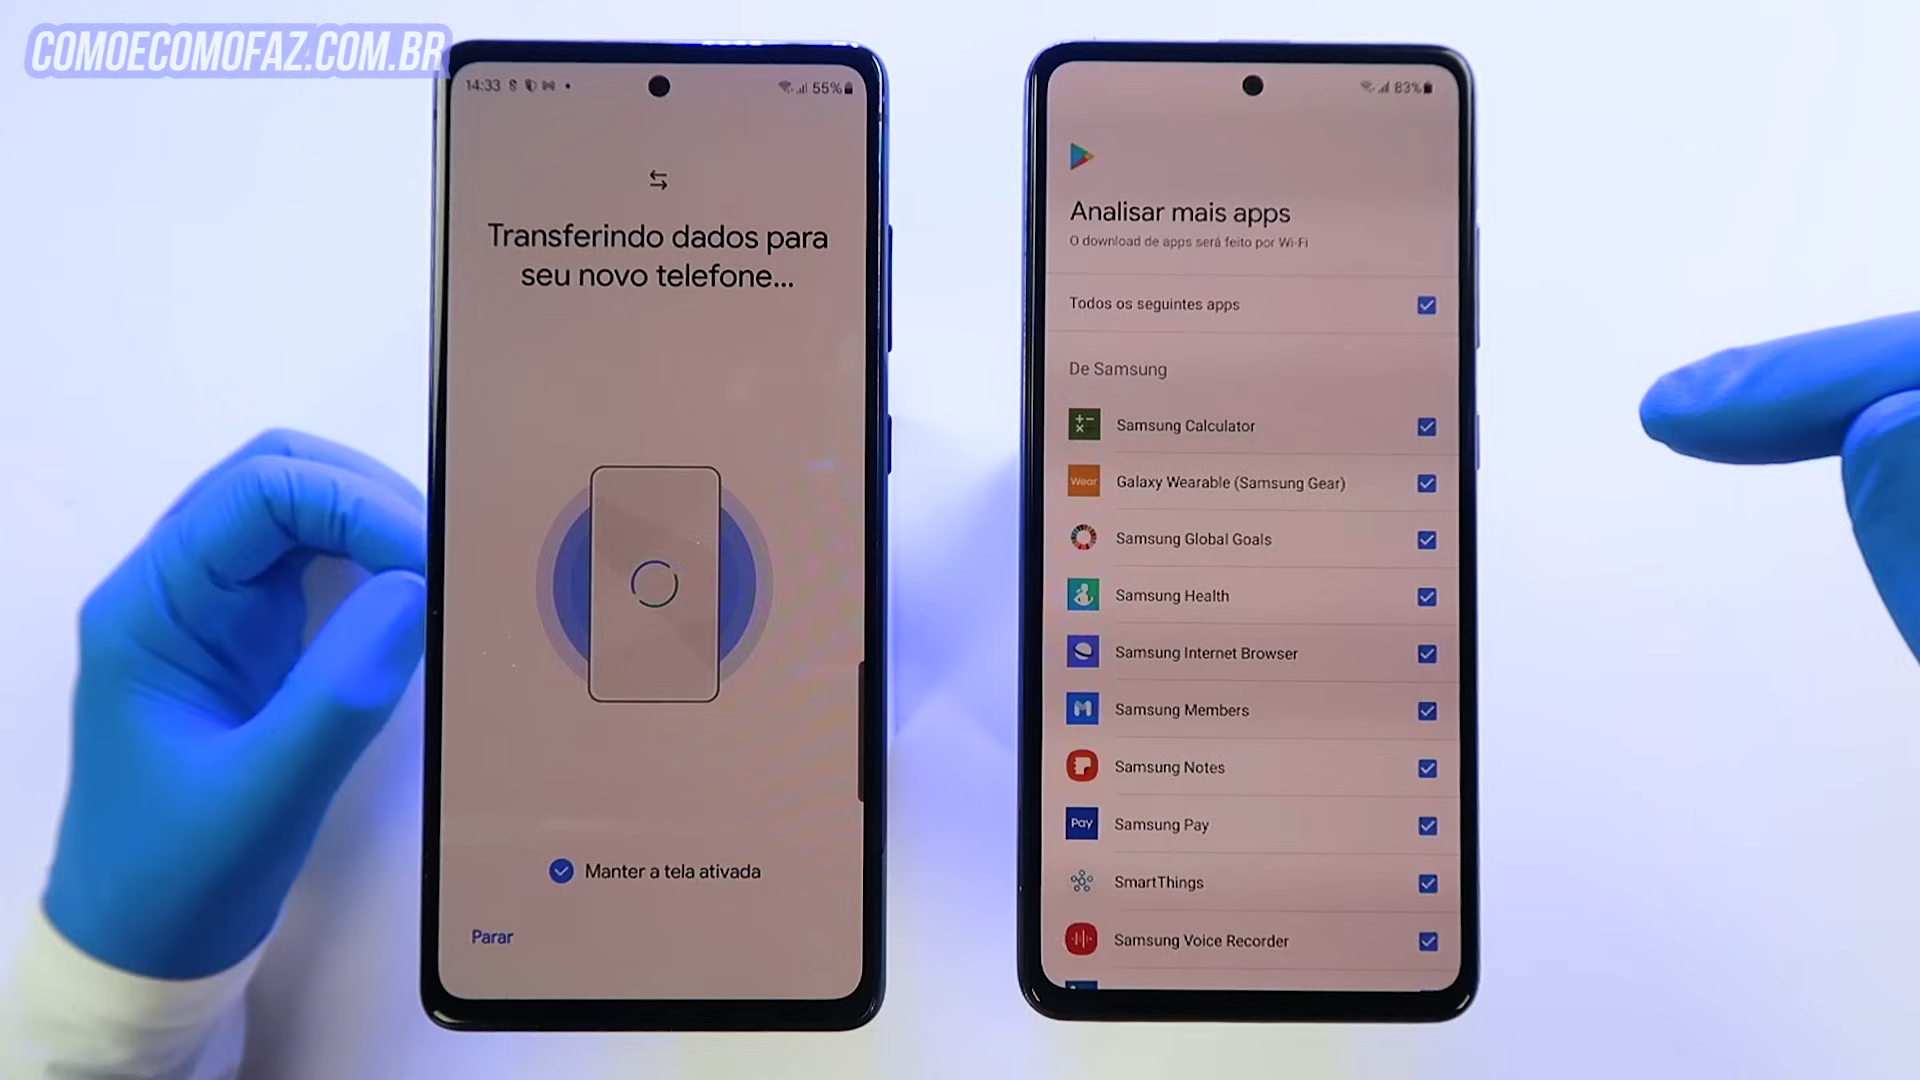 COMOECOMOFAZ.COM.BR
14:33
55%
Transferindo dados para
seu novo telefone...
Manter a tela ativada
Parar
83%
Analisar mais apps
O download de apps será feito por Wi-Fi
Todos os seguintes apps
De Samsung
Samsung Calculator
Wear
Galaxy Wearable (Samsung Gear)
Samsung Global Goals
Samsung Health
Samsung Internet Browser
Samsung Members
Samsung Notes
Pay
Samsung Pay
SmartThings
Samsung Voice Recorder